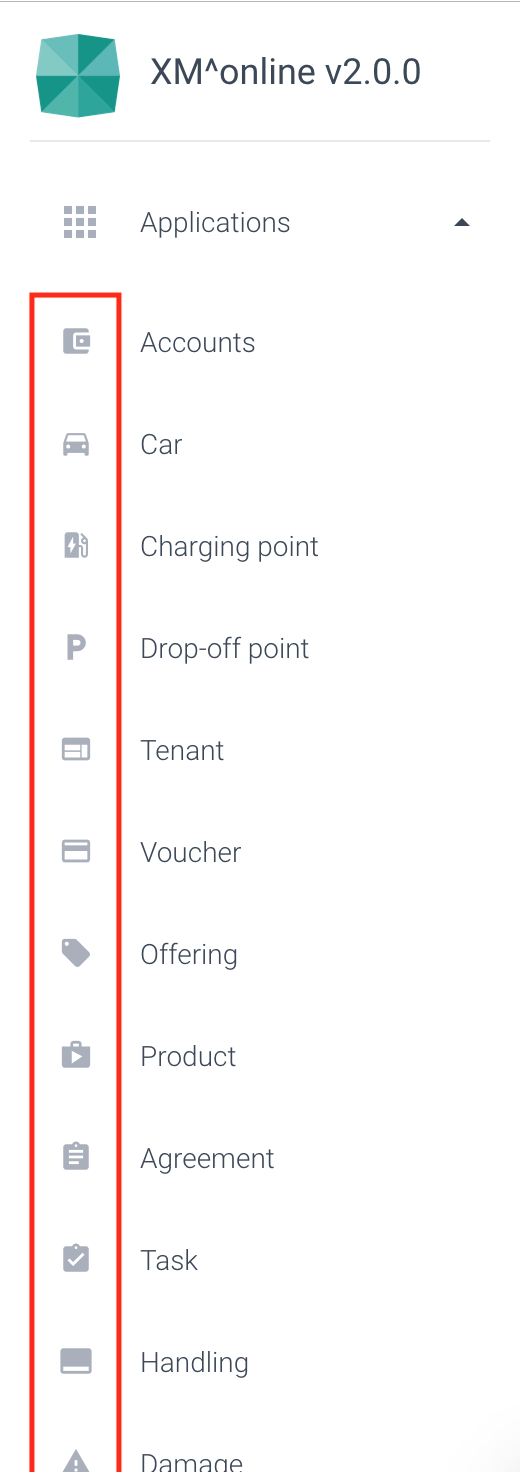 XM^online v2.0.0
Applications
Accounts
Car
Charging point
Drop-off point
Tenant
Voucher
Offering
Product
Agreement
Task
Handling
Damage